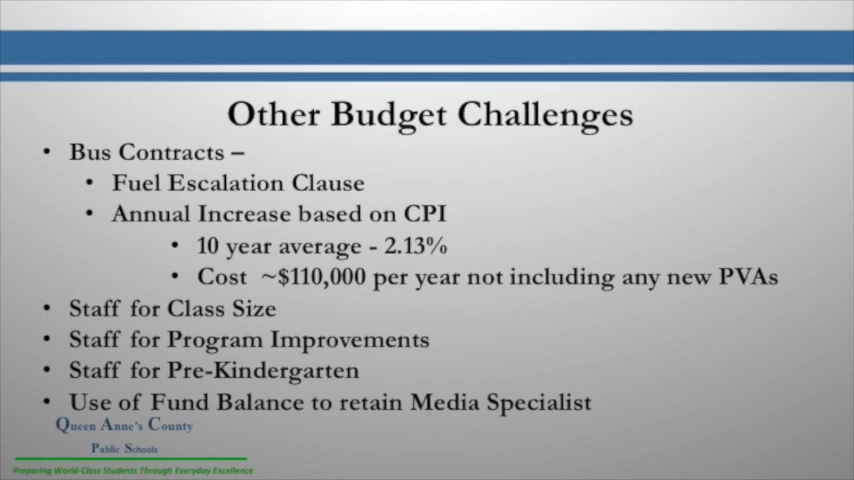 Other Budget Challenges
• Bus Contracts –
• Fuel Escalation Clause
• Annual Increase based on CPI
• 10 year average - 2.13%
• Cost ~$110,000 per year not including any new PVAs
• Staff for Class Size
• Staff for Program Improvements
• Staff for Pre-Kindergarten
• Use of Fund Balance to retain Media Specialist
Queen Anne's County
Public Schools
Preparing World-Class Students Through Everyday Excellence